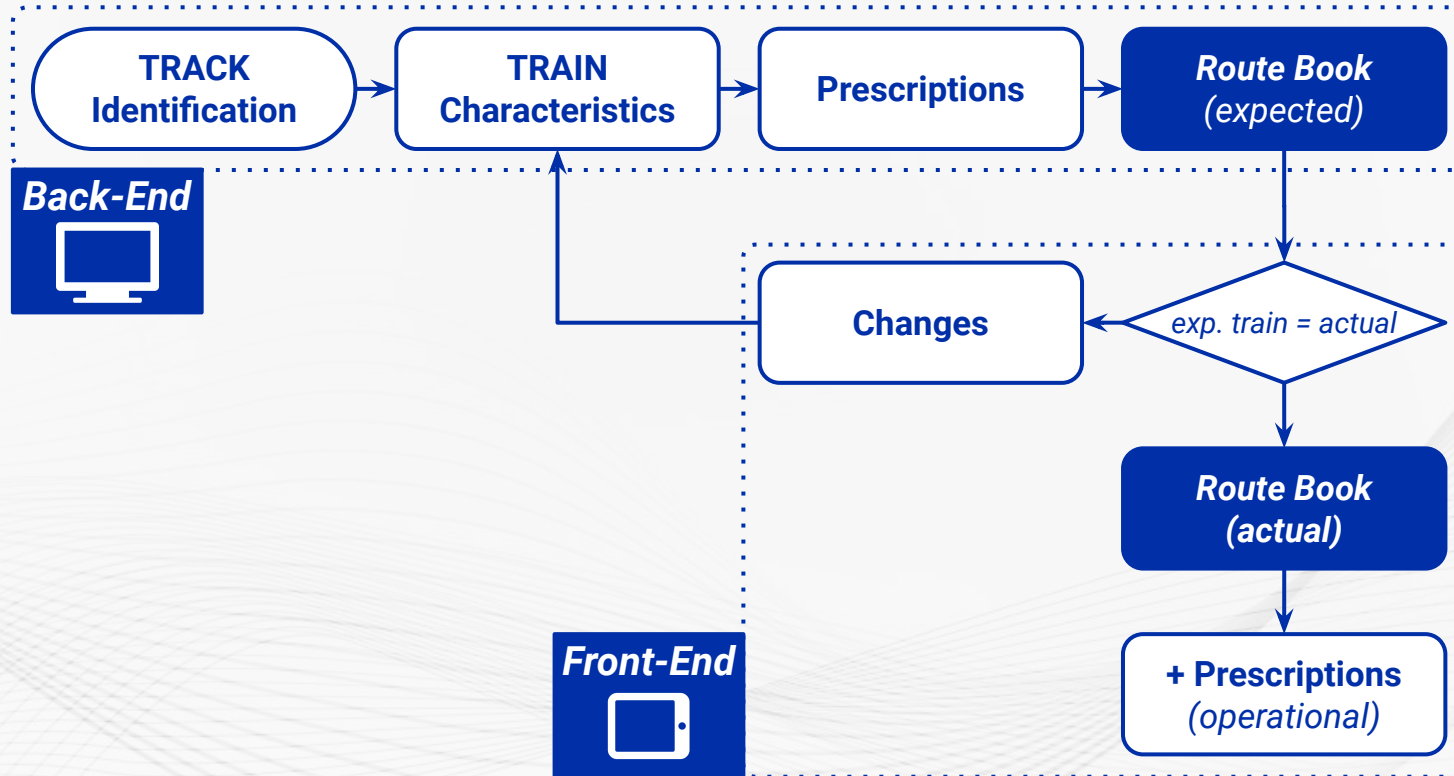 TRACK
Identification
TRAIN
Characteristics
Prescriptions
Route Book
(expected)
Back-End
Changes
exp. train = actual
Route Book
(actual)
Front-End
+ Prescriptions
(operational)